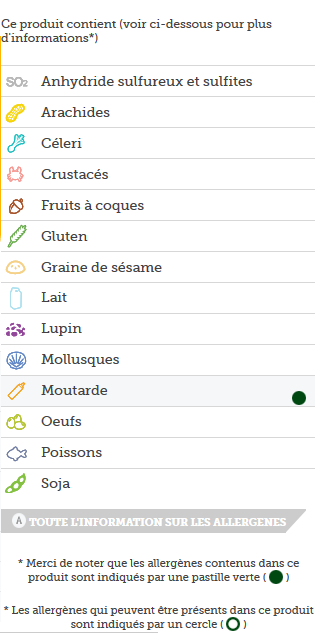 Ce produit contient (voir ci-dessous pour plus
d'informations*)
SO2 Anhydride sulfureux et sulfites
Arachides
Céleri
Crustacés
Fruits à coques
Gluten
Graine de sésame
Lait
Lupin
Mollusques
Moutarde
Oeufs
Poissons
Soja
A TOUTE L'INFORMATION SUR LES ALLERGENES
* Merci de noter que les allergènes contenus dans ce
produit sont indiqués par une pastille verte ( )
* Les allergènes qui peuvent être présents dans ce produit
sont indiqués par un cercle ( )